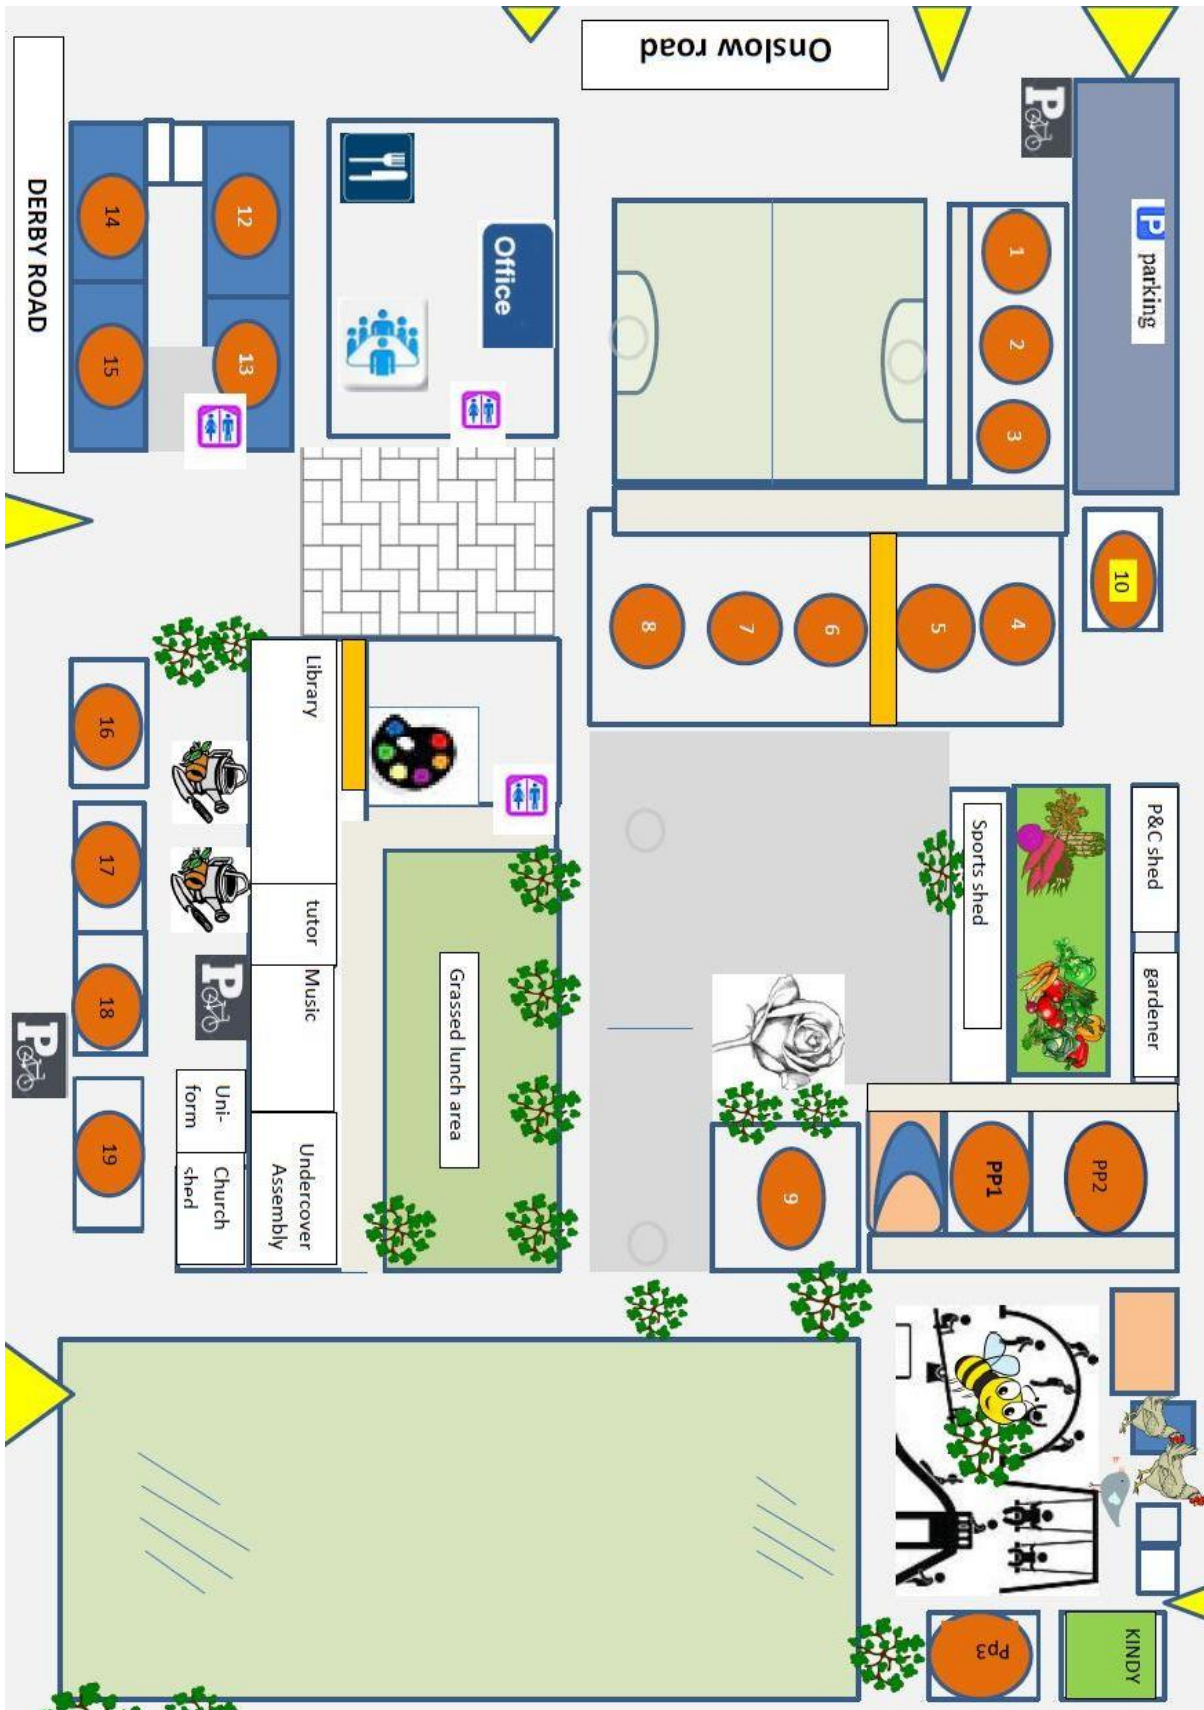 Onslow road
DERBY ROAD
14
12
15
13
Office
P
1
2
3
P parking
10
8
7
6
5
4
16
17
18
19
Library
tutor
Music
Undercover
Assembly
Uni-
form
Church
shed
P
P
Grassed lunch area
Sports shed
P&C shed
gardener
9
PP1
PP2
Pp3
KINDY